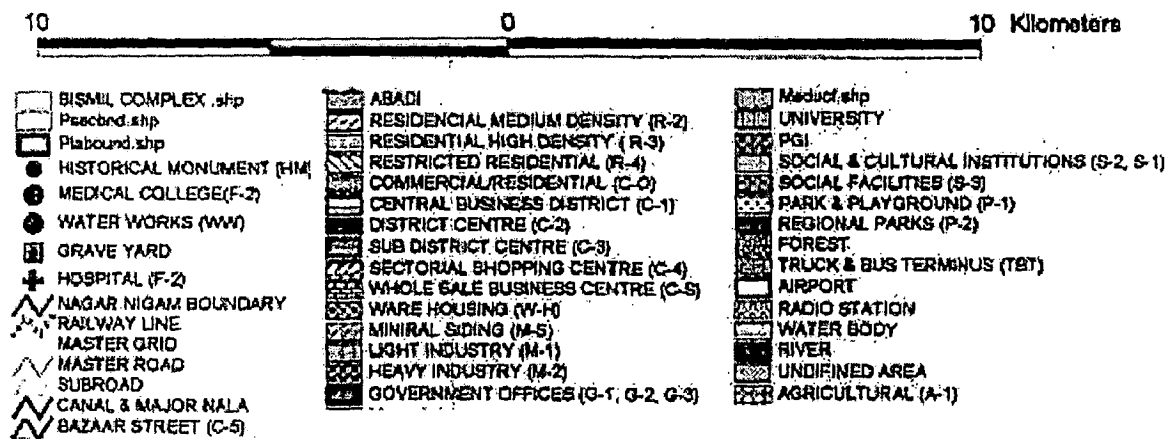 10 0 10 Kilometers
BISMIL COMPLEX .shp
Psecbnd.shp
Plabound.shp
HISTORICAL MONUMENT (HM)
MEDICAL COLLEGE(F-2)
WATER WORKS (WW)
GRAVE YARD
HOSPITAL (F-2)
NAGAR NIGAM BOUNDARY
RAILWAY LINE
MASTER GRID
MASTER ROAD
SUBROAD
CANAL & MAJOR NALA
BAZAAR STREET (C-5)
ABADI
RESIDENCIAL MEDIUM DENSITY (R-2)
RESIDENTIAL HIGH DENSITY ( R-3)
RESTRICTED RESIDENTIAL (R-4)
COMMERCIAL/RESIDENTIAL (C-O)
CENTRAL BUSINESS DISTRICT (C-1)
DISTRICT CENTRE (C-2)
SUB DISTRICT CENTRE (C-3)
SECTORIAL SHOPPING CENTRE (C-4)
WHOLE SALE BUSINESS CENTRE (C-S)
WARE HOUSING (W-H)
MINIRAL SIDING (M-S)
LIGHT INDUSTRY (M-1)
HEAVY INDUSTRY (M-2)
GOVERNMENT OFFICES (G-1, G-2, G-3)
UNIVERSITY
PGI
SOCIAL & CULTURAL INSTITUTIONS (S-2, S-1)
SOCIAL FACILITIES (S-3)
PARK & PLAYGROUND (P-1)
REGIONAL PARKS (P-2)
FOREST
TRUCK & BUS TERMINUS (TBT)
AIRPORT
RADIO STATION
WATER BODY
RIVER
UNDIFINED AREA
AGRICULTURAL (A-1)